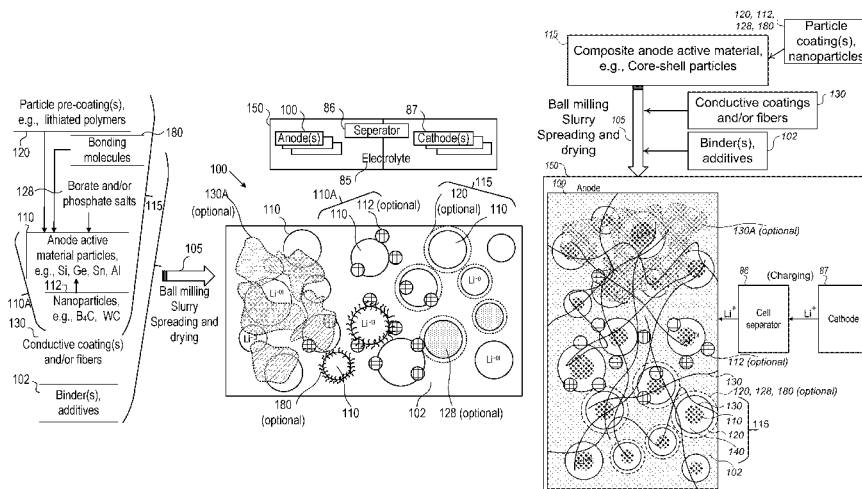 Particle pre-coating(s),
e.g., lithiated polymers
120
180
Bonding
molecules
128
Borate and/or
phosphate salts
115
110
Anode active
material particles,
e.g., Si, Ge, Sn, Al
112
110A
Nanoparticles,
e.g., B₄C, WC
130
Conductive coating(s)
and/or fibers
102
Binder(s),
additives
105
Ball milling
Slurry
Spreading and
drying
150
100
86
87
Anode(s)
Seperator
Cathode(s)
Electrolyte
85
100
130A
(optional)
110
110A
110
112 (optional)
115
120
(optional)
110
180
(optional)
110
102
128 (optional)
120, 112,
128, 180
Particle
coating(s),
nanoparticles
115
Composite anode active material,
e.g., Core-shell
particles
130
Conductive coatings
and/or fibers
Ball milling
Slurry
Spreading
and drying
105
102
Binder(s),
additives
150
100
Anode
130A (optional)
86
(Charging)
87
Li⁺
Cell
separator
Li⁺
Cathode
112 (optional)
130
120, 128, 180 (optional)
130
110
120
140
102